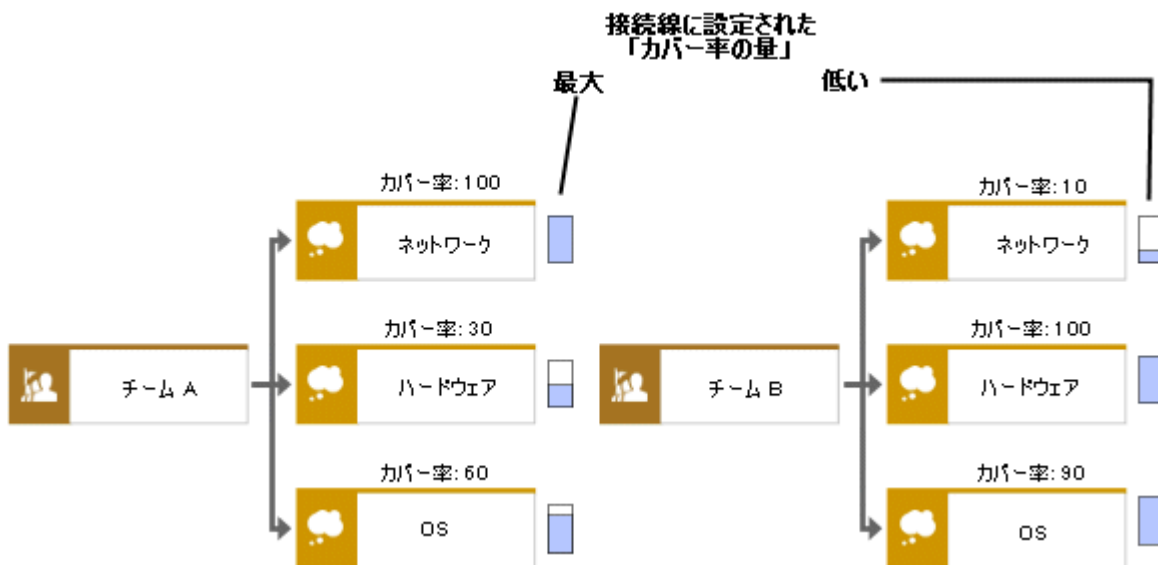 接続線に設定された
「カバー率の量」
最大
低い
カバー率:100
ネットワーク
カバー率:30
チーム A
ハードウェア
カバー率:60
OS
カバー率:10
ネットワーク
カバー率:100
チーム B
ハードウェア
カバー率:90
OS